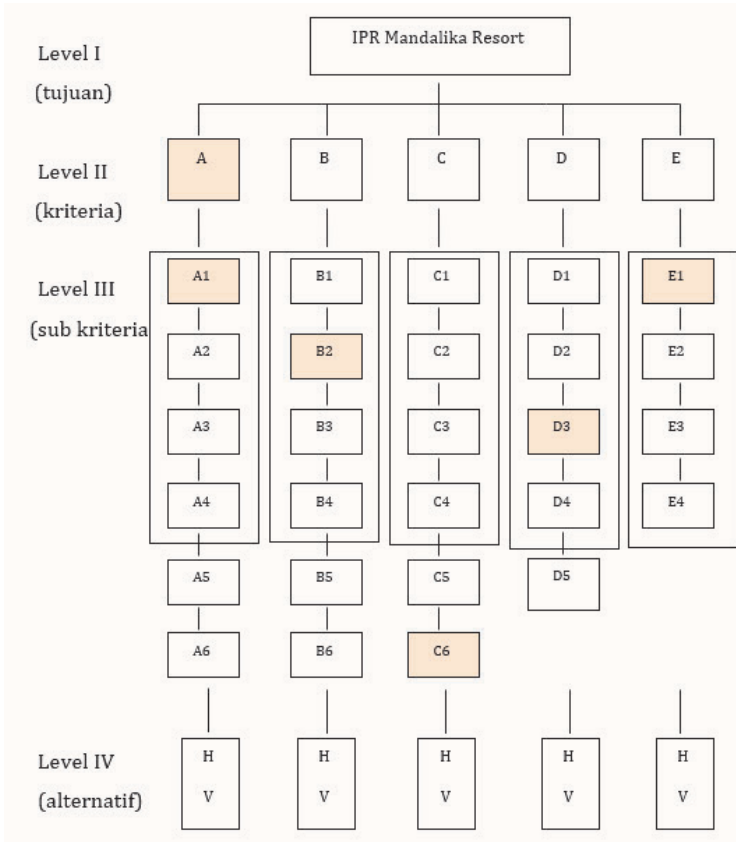 IPR Mandalika Resort
Level I
(tujuan)
A B C D E
Level II
(kriteria)
A1 B1 C1 D1 E1
Level III
(sub kriteria
A2 B2 C2 D2 E2
A3 B3 C3 D3 E3
A4 B4 C4 D4 E4
A5 B5 C5 D5
A6 B6 C6
H H H H H
Level IV
V V V V V
(alternatif)